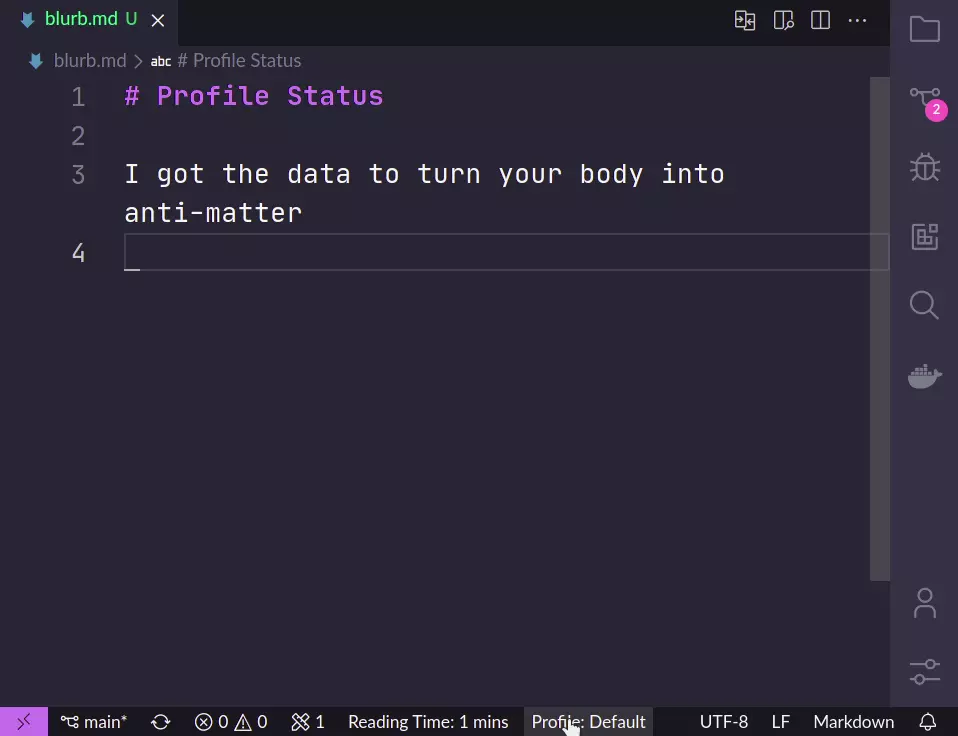 blurb.md U
blurb.md > abc # Profile Status
1 # Profile Status
2
3 I got the data to turn your body into
anti-matter
4
2
main* 0 0 1 Reading Time: 1 mins Profile: Default UTF-8 LF Markdown